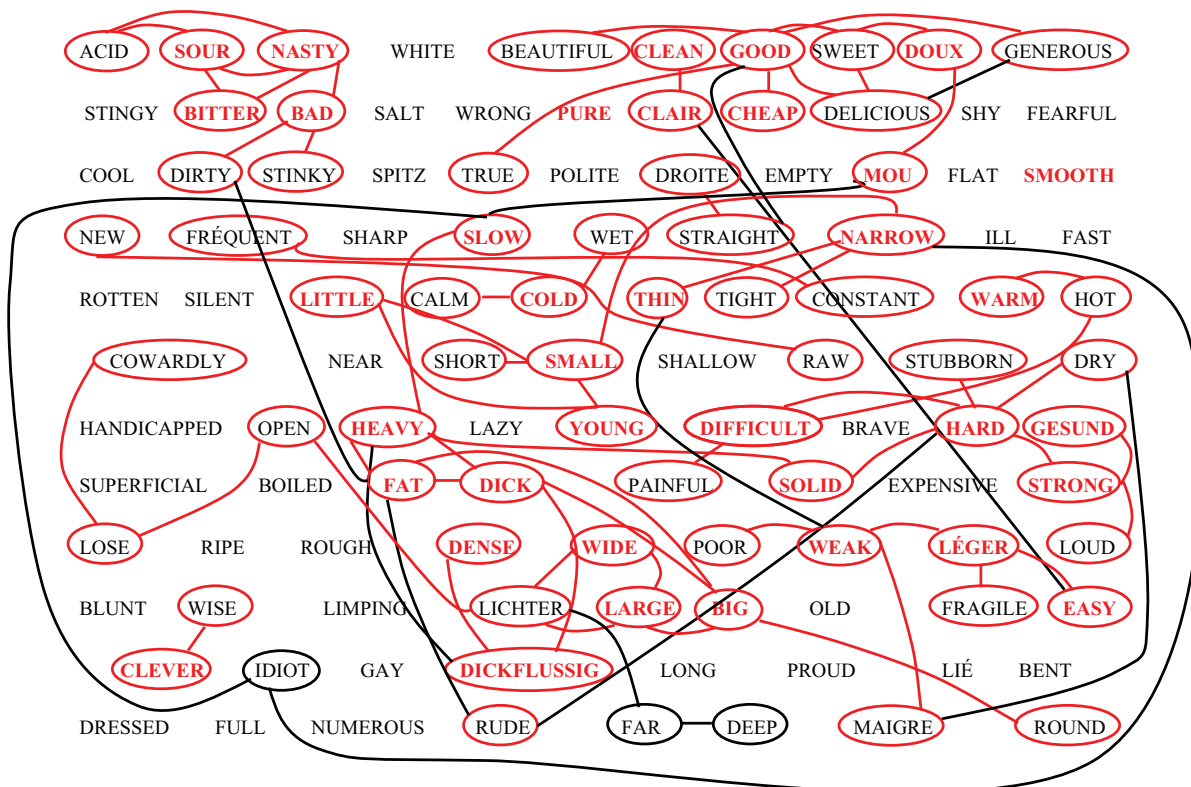 ACID SOUR NASTY WHITE BEAUTIFUL CLEAN GOOD SWEET DOUX GENEROUS
STINGY BITTER BAD SALT WRONG PURE CLAIR CHEAP DELICIOUS SHY FEARFUL
COOL DIRTY STINKY SPITZ TRUE POLITE DROITE EMPTY MOU FLAT SMOOTH
NEW FRÉQUENT SHARP SLOW WET STRAIGHT NARROW ILL FAST
ROTTEN SILENT LITTLE CALM COLD THIN TIGHT CONSTANT WARM HOT
COWARDLY NEAR SHORT SMALL SHALLOW RAW STUBBORN DRY
HANDICAPPED OPEN HEAVY LAZY YOUNG DIFFICULT BRAVE HARD GESUND
SUPERFICIAL BOILED FAT DICK PAINFUL SOLID EXPENSIVE STRONG
LOSE RIPE ROUGH DENSE WIDE POOR WEAK LÉGER LOUD
BLUNT WISE LIMPING LICHTER LARGE BIG OLD FRAGILE EASY
CLEVER IDIOT GAY DICKFLUSSIG LONG PROUD LIÉ BENT
DRESSED FULL NUMEROUS RUDE FAR DEEP MAIGRE ROUND